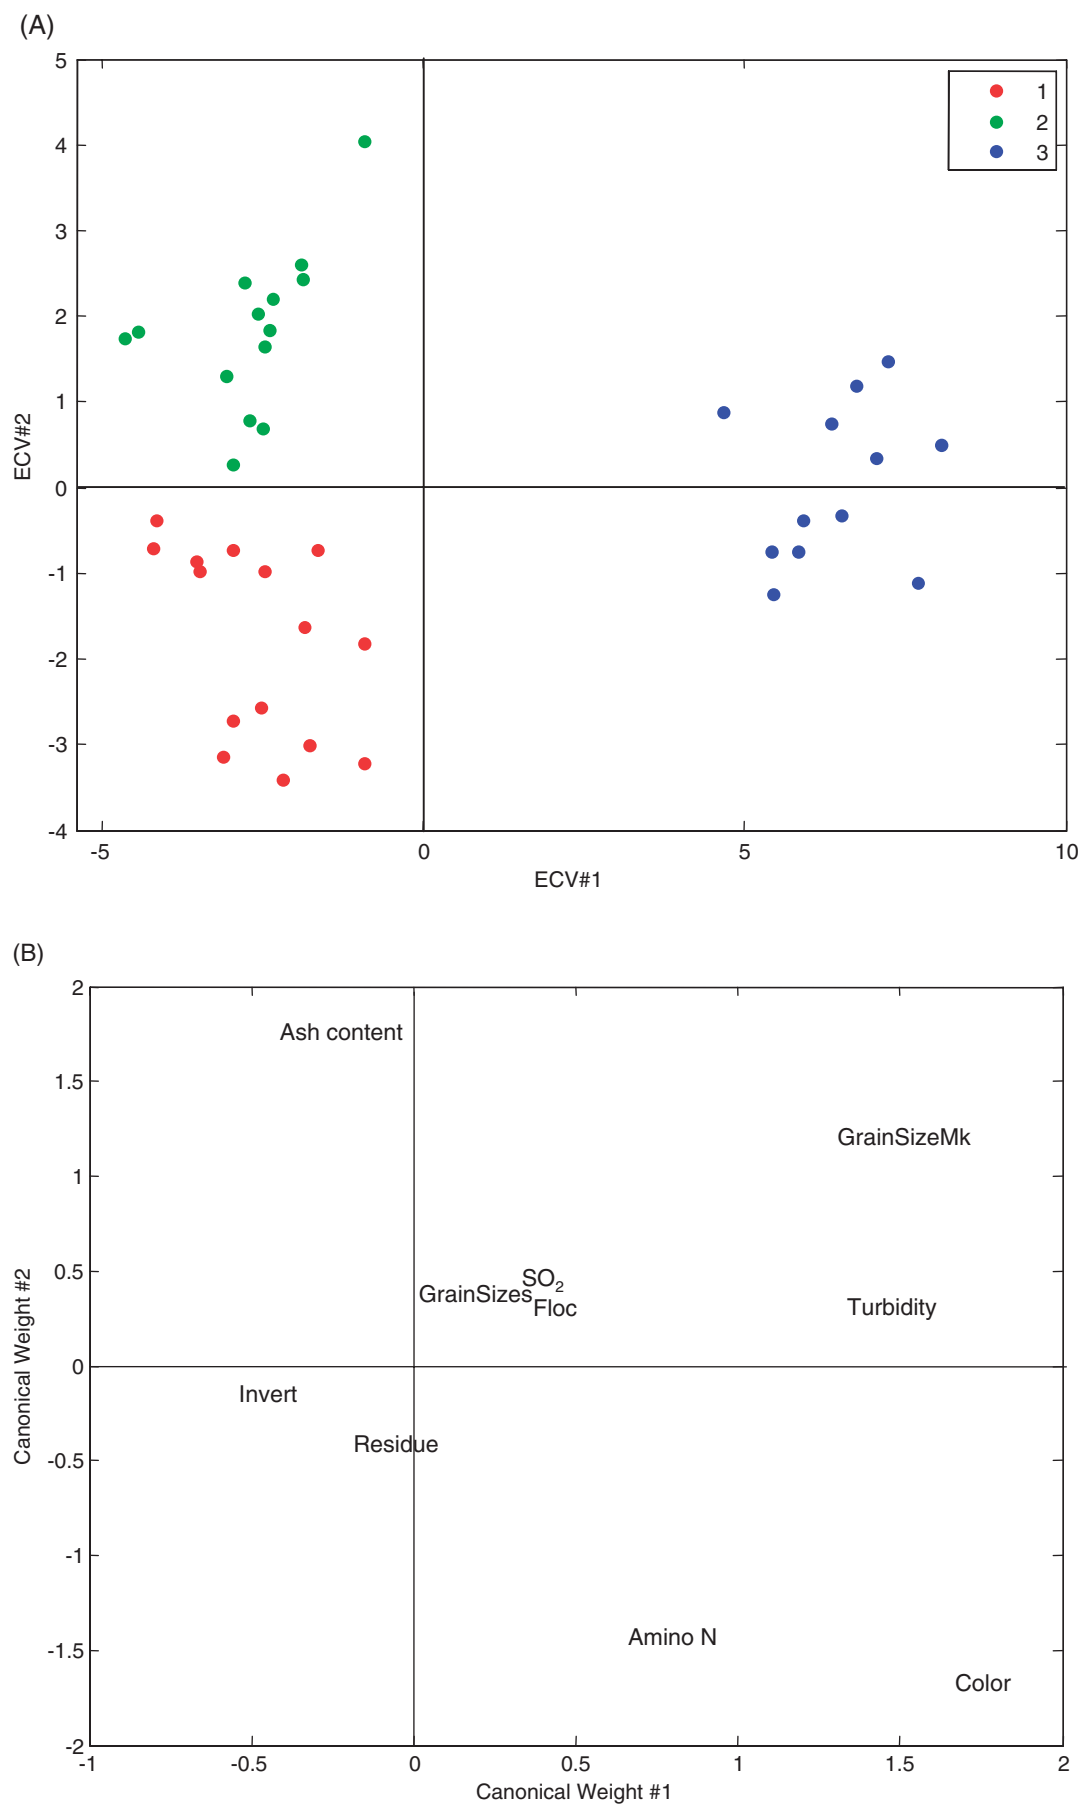 (A)
5
4
3
2
1
0
-1
-2
-3
-4
ECV#2
1
2
3
-5
0
5
10
ECV#1
(B)
2
1.5
1
0.5
0
-0.5
-1
-1.5
-2
Canonical Weight #2
Ash content
GrainSizeMk
SO2
GrainSizes
Floc
Turbidity
Invert
Residue
Amino N
Color
-1
-0.5
0
0.5
1
1.5
2
Canonical Weight #1